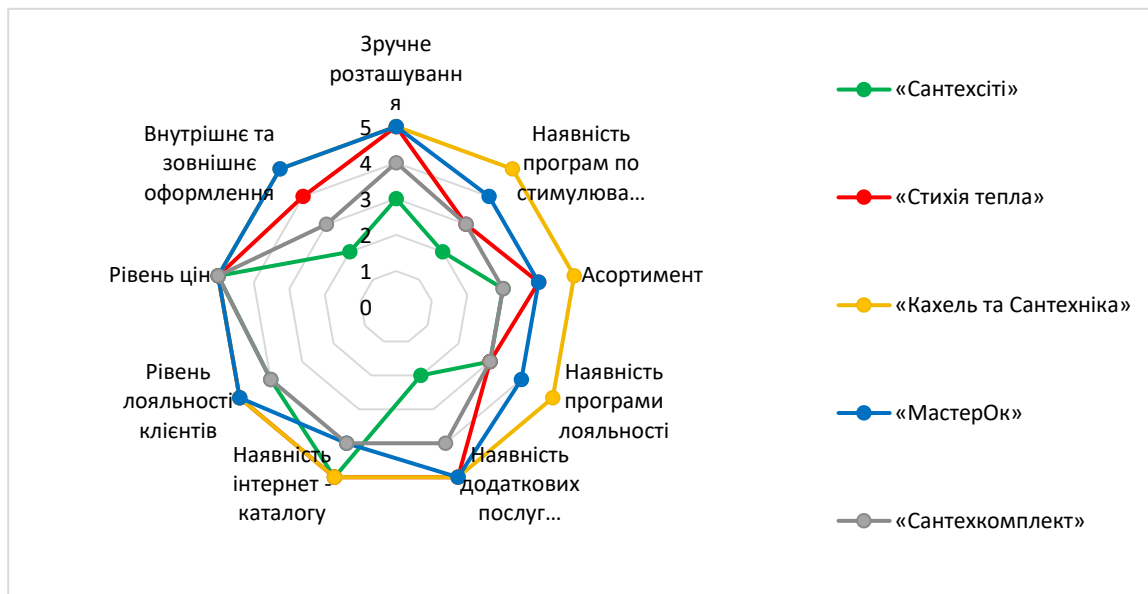 Зручне
розташуванн
я
Наявність
програм по
стимулюва...
Асортимент
Наявність
програми
лояльності
Наявність
додаткових
послуг...
Наявність
інтернет -
каталогу
Рівень
лояльності
клієнтів
Рівень цін
Внутрішнє та
зовнішнє
оформлення
5
4
3
2
1
0
«Сантехсіті»
«Стихія тепла»
«Кахель та Сантехніка»
«МастерОк»
«Сантехкомплект»